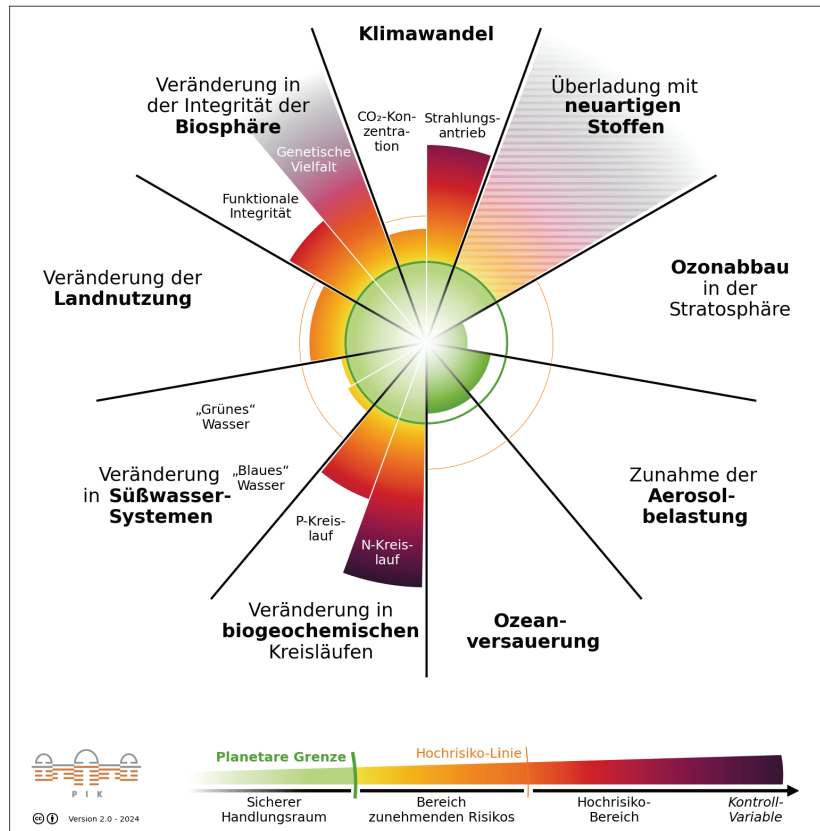 Klimawandel
Veränderung in
der Integrität der
Biosphäre
Überladung mit
neuartigen
Stoffen
CO₂-Kon-
zentra-
tion
Strahlungs-
antrieb
Genetische
Vielfalt
Funktionale
Integrität
Veränderung der
Landnutzung
Ozonabbau
in der
Stratosphäre
„Grünes“
Wasser
Veränderung
in Süßwasser-
Systemen
„Blaues“
Wasser
Zunahme der
Aerosol-
belastung
P-Kreis-
lauf
N-Kreis-
lauf
Veränderung in
biogeochemischen
Kreisläufen
Ozean-
versauerung
Planetare Grenze
Hochrisiko-Linie
Sicherer
Handlungsraum
Bereich
zunehmenden Risikos
Hochrisiko-
Bereich
Kontroll-
Variable
P I K
cc
Version 2.0 - 2024